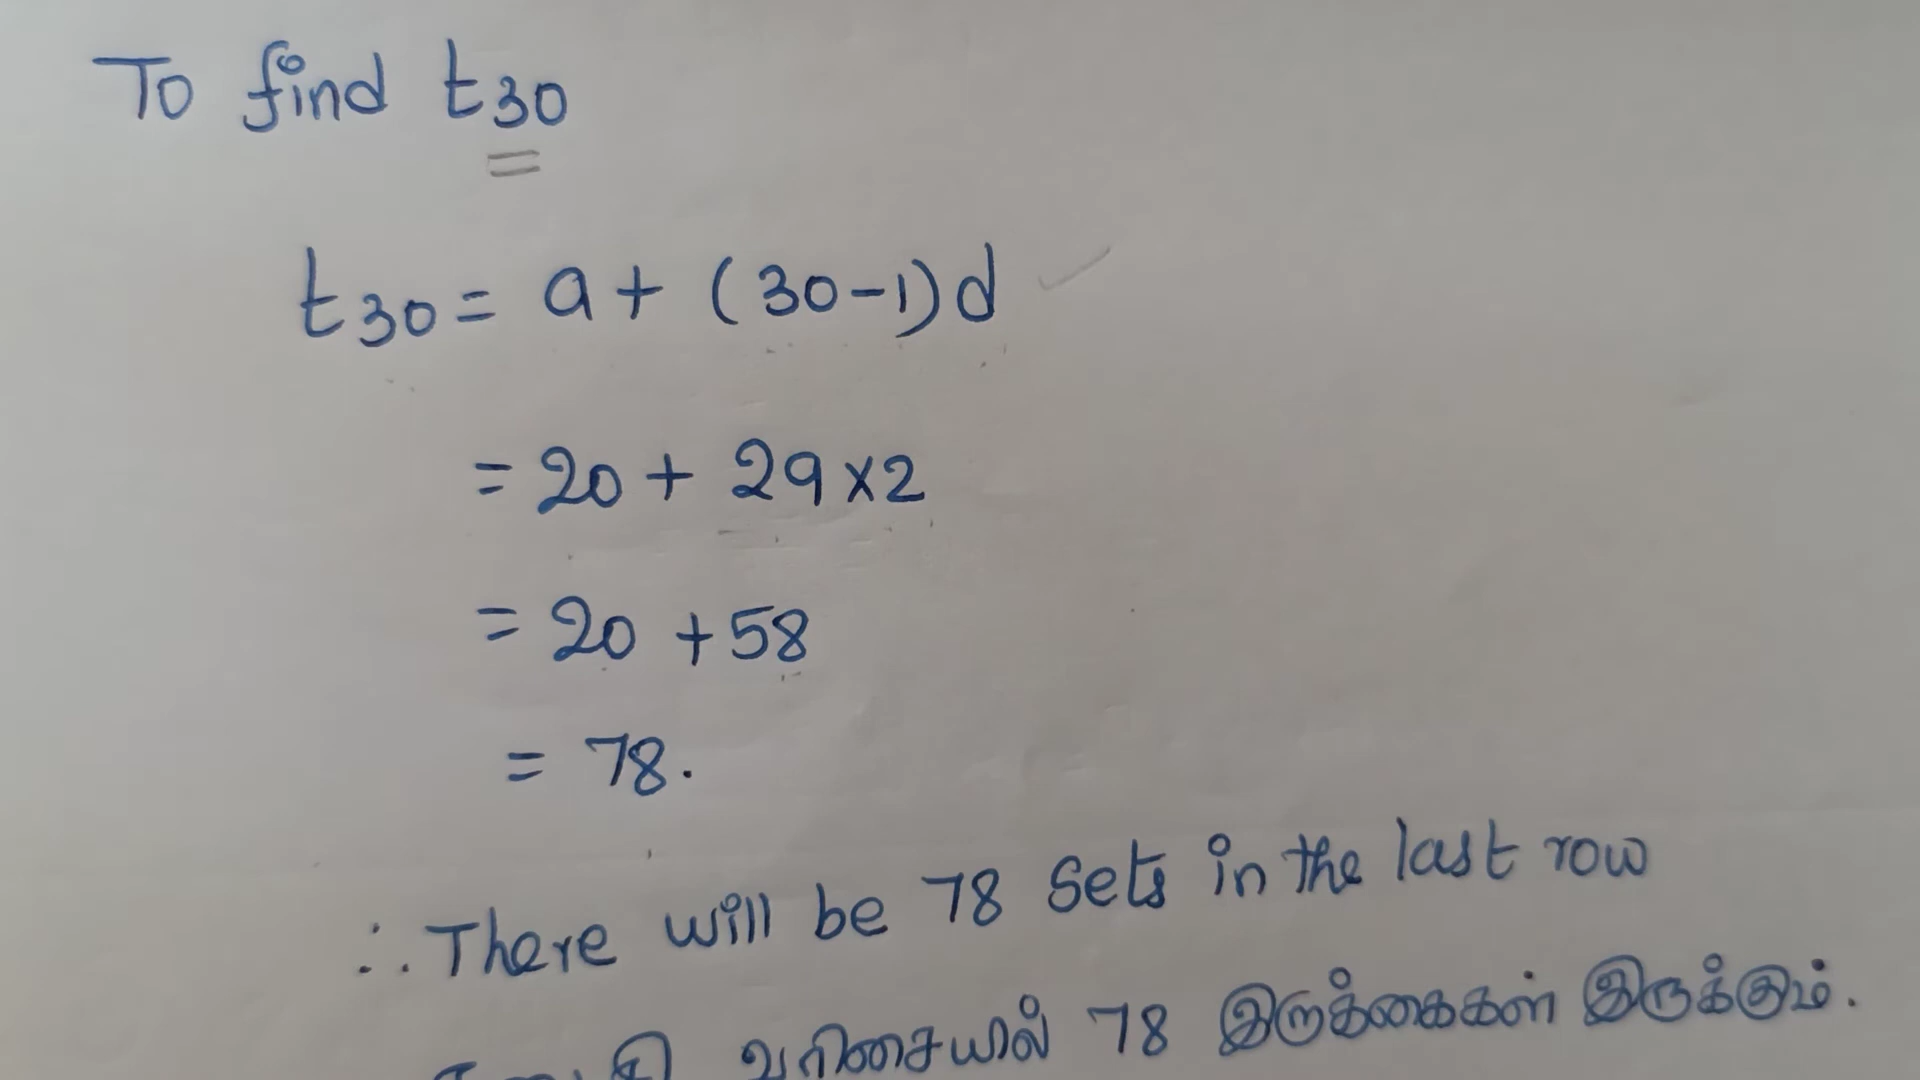 To find t30
t30 = a + (30-1)d
= 20 + 29×2
= 20 + 58
= 78.
∴ There will be 78 Sets in the last row
வரிசையில் 78 இருக்கைகள் இருக்கும்.